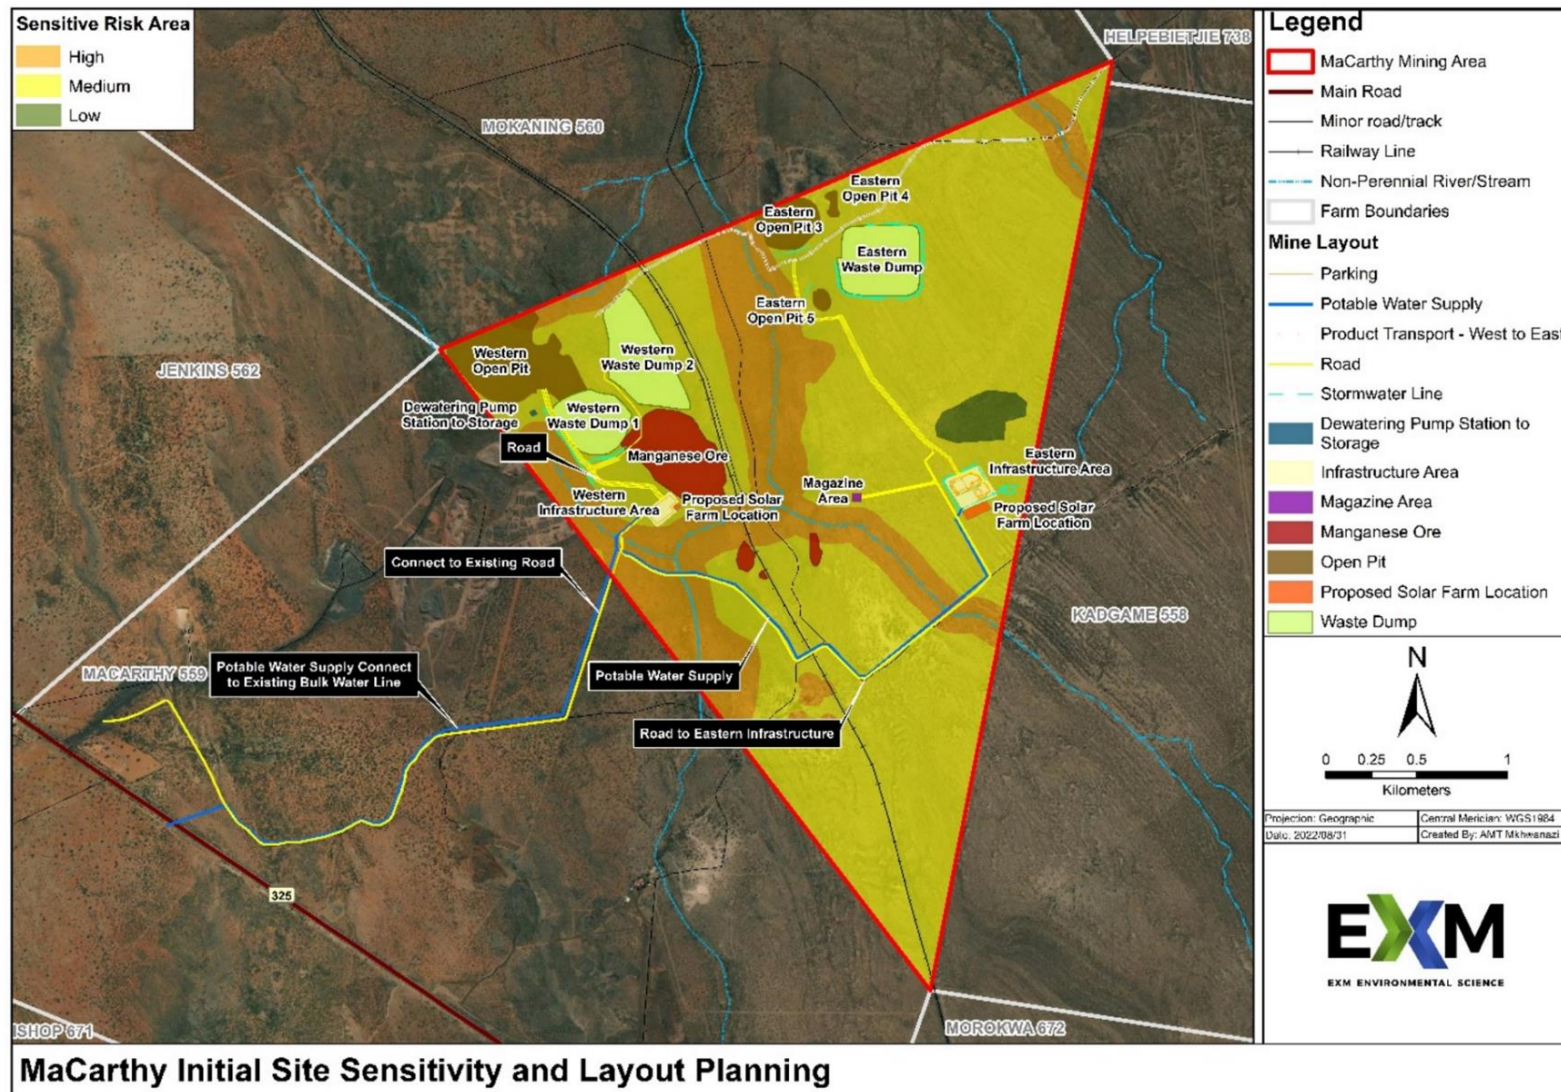 Sensitive Risk Area
High
Medium
Low
HELPEBIETJIE 738
MOKANING 560
JENKINS 562
MACARTHY 559
KADGAME 558
MOROKWA 672
ISHOP 671
325
Eastern
Open Pit 4
Eastern
Open Pit 3
Eastern
Waste Dump
Eastern
Open Pit 5
Western
Open Pit
Western
Waste Dump 2
Dewatering Pump
Station to Storage
Western
Waste Dump 1
Road
Manganese Ore
Eastern
Infrastructure Area
Magazine
Area
Western
Infrastructure Area
Proposed Solar
Farm Location
Proposed Solar
Farm Location
Connect to Existing Road
Potable Water Supply Connect
to Existing Bulk Water Line
Potable Water Supply
Road to Eastern Infrastructure
Legend
MaCarthy Mining Area
Main Road
Minor road/track
Railway Line
Non-Perennial River/Stream
Farm Boundaries
Mine Layout
Parking
Potable Water Supply
Product Transport - West to East
Road
Stormwater Line
Dewatering Pump Station to
Storage
Infrastructure Area
Magazine Area
Manganese Ore
Open Pit
Proposed Solar Farm Location
Waste Dump
N
0 0.25 0.5 1
Kilometers
Projection: Geographic
Central Meridian: WGS1984
Date: 2022/08/31
Created By: AMT Mkhwanazi
EXM
EXM ENVIRONMENTAL SCIENCE
MaCarthy Initial Site Sensitivity and Layout Planning